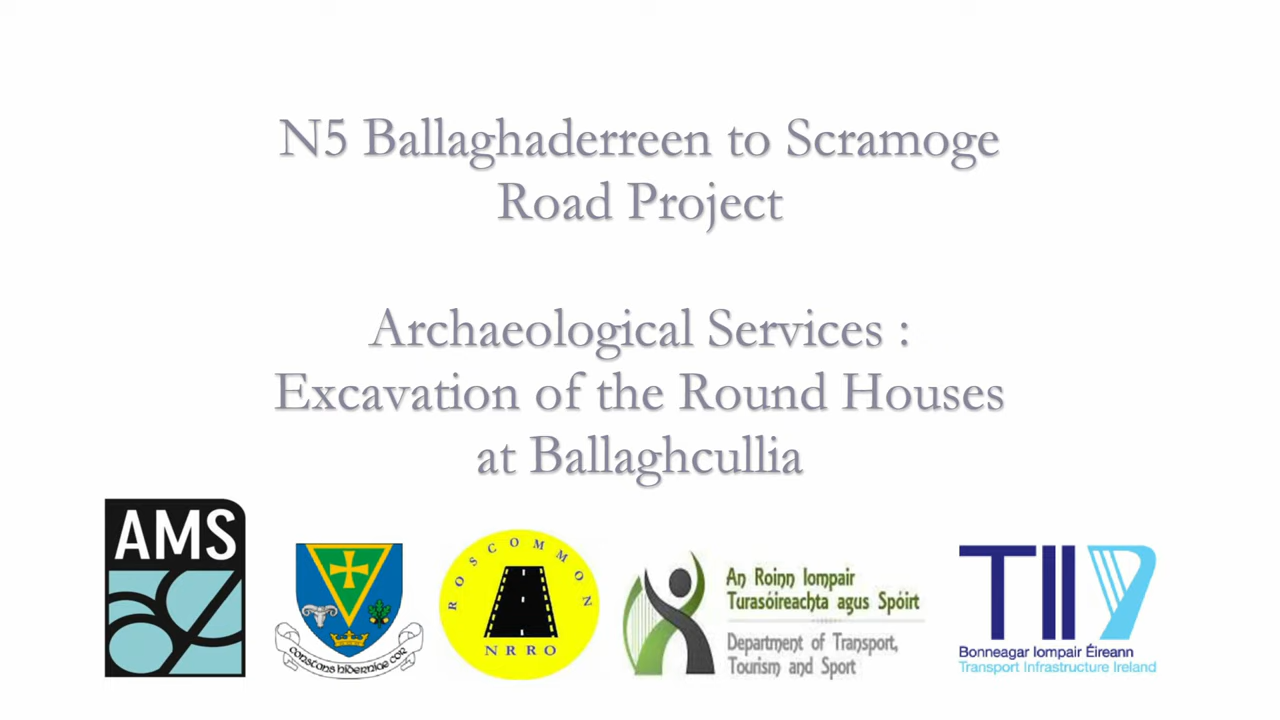 N5 Ballaghaderreen to Scramoge
Road Project
Archaeological Services :
Excavation of the Round Houses
at Ballaghcullia
AMS
CONSTANS HIBERNIAE COR
ROSCOMMON
NRRO
An Roinn Iompair
Turasóireachta agus Spóirt
Department of Transport,
Tourism and Sport
TII
Bonneagar Iompair Éireann
Transport Infrastructure Ireland